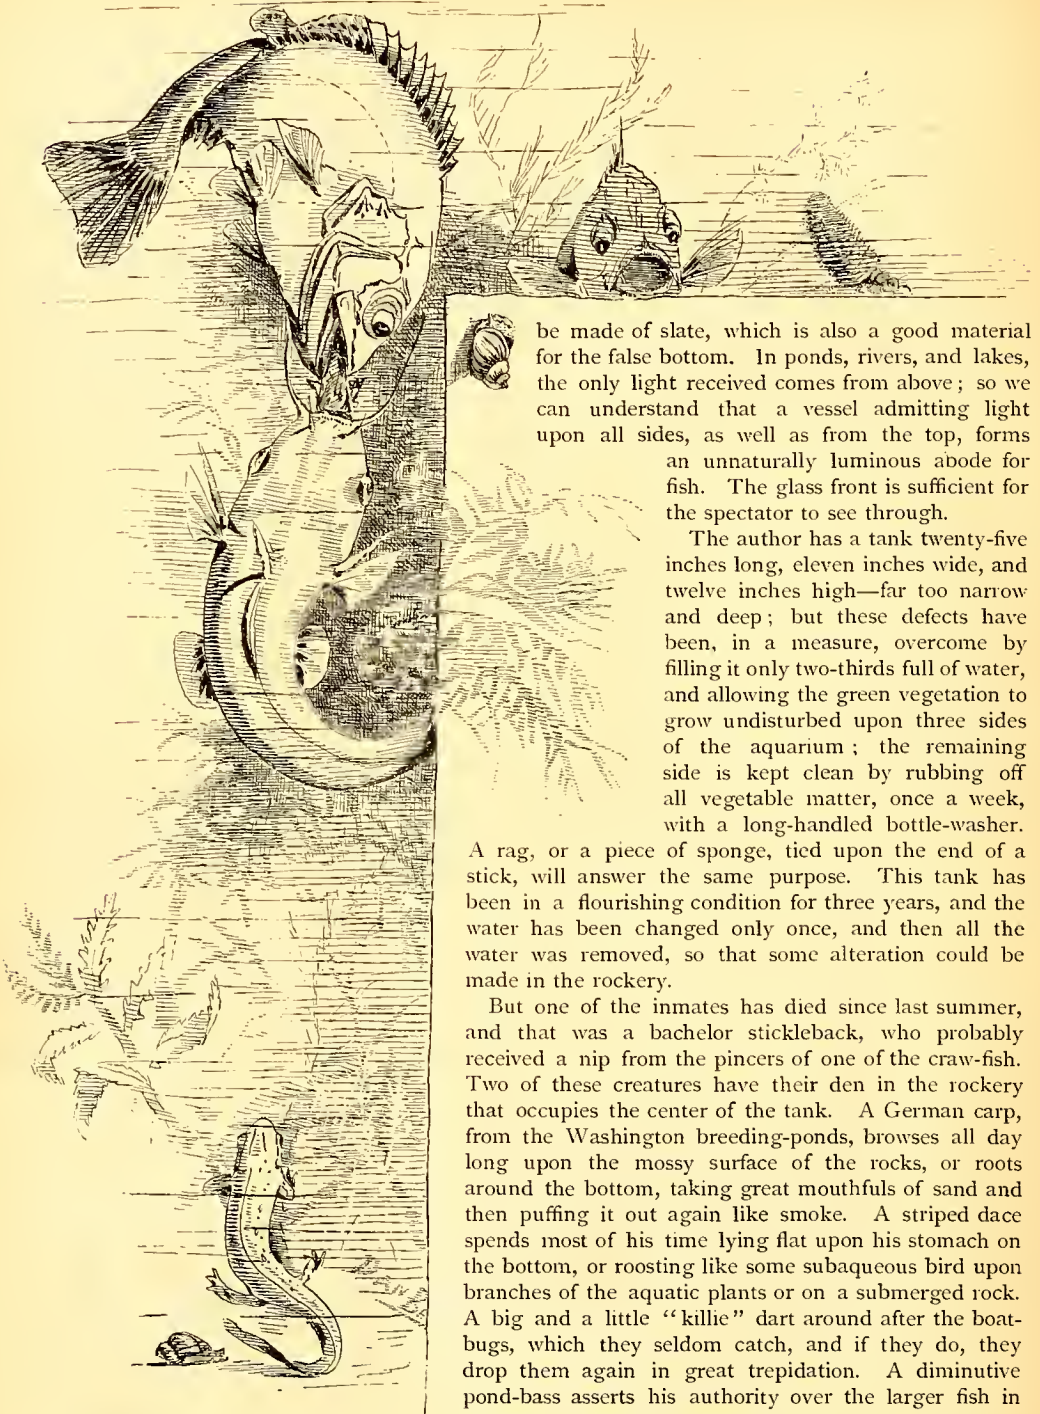 be made of slate, which is also a good material
for the false bottom. In ponds, rivers, and lakes,
the only light received comes from above; so we
can understand that a vessel admitting light
upon all sides, as well as from the top, forms
an unnaturally luminous abode for
fish. The glass front is sufficient for
the spectator to see through.
The author has a tank twenty-five
inches long, eleven inches wide, and
twelve inches high—far too narrow
and deep; but these defects have
been, in a measure, overcome by
filling it only two-thirds full of water,
and allowing the green vegetation to
grow undisturbed upon three sides
of the aquarium; the remaining
side is kept clean by rubbing off
all vegetable matter, once a week,
with a long-handled bottle-washer.
A rag, or a piece of sponge, tied upon the end of a
stick, will answer the same purpose. This tank has
been in a flourishing condition for three years, and the
water has been changed only once, and then all the
water was removed, so that some alteration could be
made in the rockery.
But one of the inmates has died since last summer,
and that was a bachelor stickleback, who probably
received a nip from the pincers of one of the craw-fish.
Two of these creatures have their den in the rockery
that occupies the center of the tank. A German carp,
from the Washington breeding-ponds, browses all day
long upon the mossy surface of the rocks, or roots
around the bottom, taking great mouthfuls of sand and
then puffing it out again like smoke. A striped dace
spends most of his time lying flat upon his stomach on
the bottom, or roosting like some subaqueous bird upon
branches of the aquatic plants or on a submerged rock.
A big and a little "killie" dart around after the boat-
bugs, which they seldom catch, and if they do, they
drop them again in great trepidation. A diminutive
pond-bass asserts his authority over the larger fish in